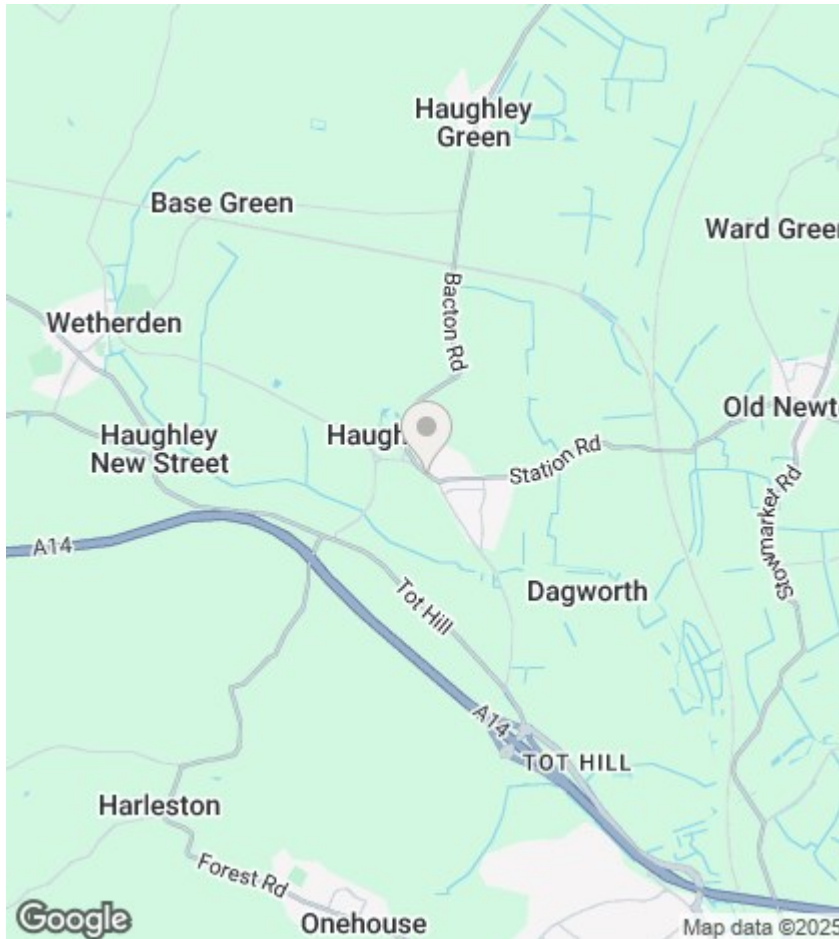 Haughley
Green
Base Green
Ward Green
Bacton Rd
Wetherden
Old Newt
Haughley
New Street
Haugh
Station Rd
Stowmarket Rd
A14
Dagworth
Tot Hill
A14
TOT HILL
Harleston
Forest Rd
Onehouse
Google
Map data ©2025